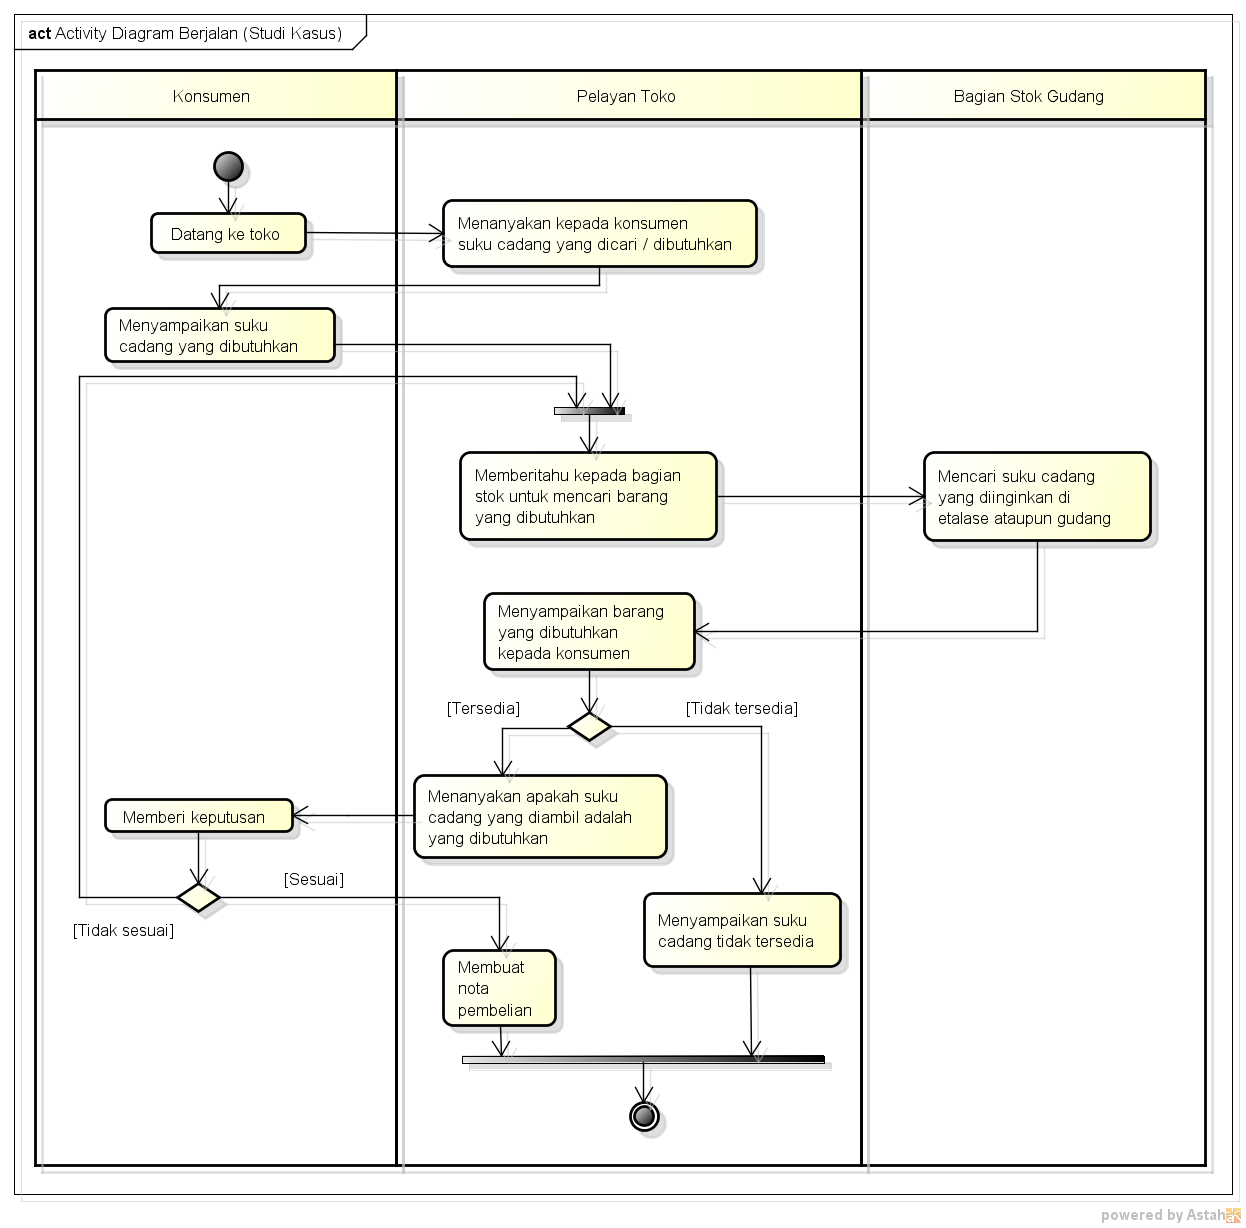 act Activity Diagram Berjalan (Studi Kasus)
Konsumen
Pelayan Toko
Bagian Stok Gudang
Datang ke toko
Menanyakan kepada konsumen
suku cadang yang dicari / dibutuhkan
Menyampaikan suku
cadang yang dibutuhkan
Memberitahu kepada bagian
stok untuk mencari barang
yang dibutuhkan
Mencari suku cadang
yang diinginkan di
etalase ataupun gudang
Menyampaikan barang
yang dibutuhkan
kepada konsumen
[Tersedia]
[Tidak tersedia]
Menanyakan apakah suku
cadang yang diambil adalah
yang dibutuhkan
Memberi keputusan
[Sesuai]
[Tidak sesuai]
Menyampaikan suku
cadang tidak tersedia
Membuat
nota
pembelian
powered by Astah